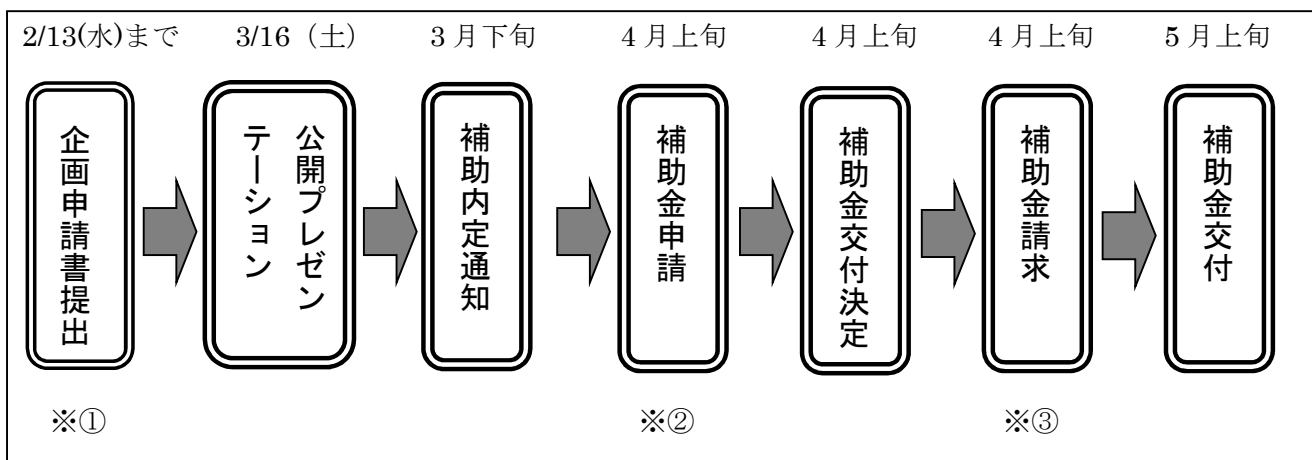 2/13(水)まで
3/16（土）
3月下旬
4月上旬
4月上旬
4月上旬
5月上旬
企画申請書提出
公開プレゼン
テーション
補助内定通知
補助金申請
補助金交付決定
補助金請求
補助金交付
※①
※②
※③